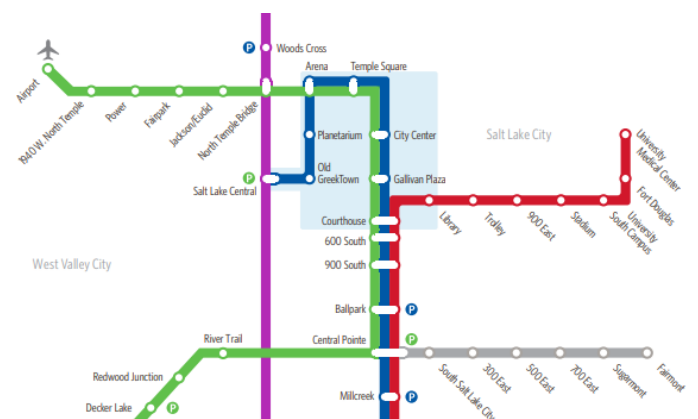 P Woods Cross
Arena
Temple Square
Airport
1940 W. North Temple
Power
Fairpark
Jackson/Euclid
North Temple Bridge
Planetarium
City Center
Salt Lake City
University
Medical Center
Old
GreekTown
Gallivan Plaza
Fort Douglas
P
Salt Lake Central
Courthouse
Library
Trolley
900 East
Stadium
University
South Campus
600 South
West Valley City
900 South
Ballpark
P
River Trail
Central Pointe
P
Redwood Junction
South Salt Lake City
300 East
500 East
700 East
Sugarmont
Fairmont
Decker Lake
P
Millcreek
P